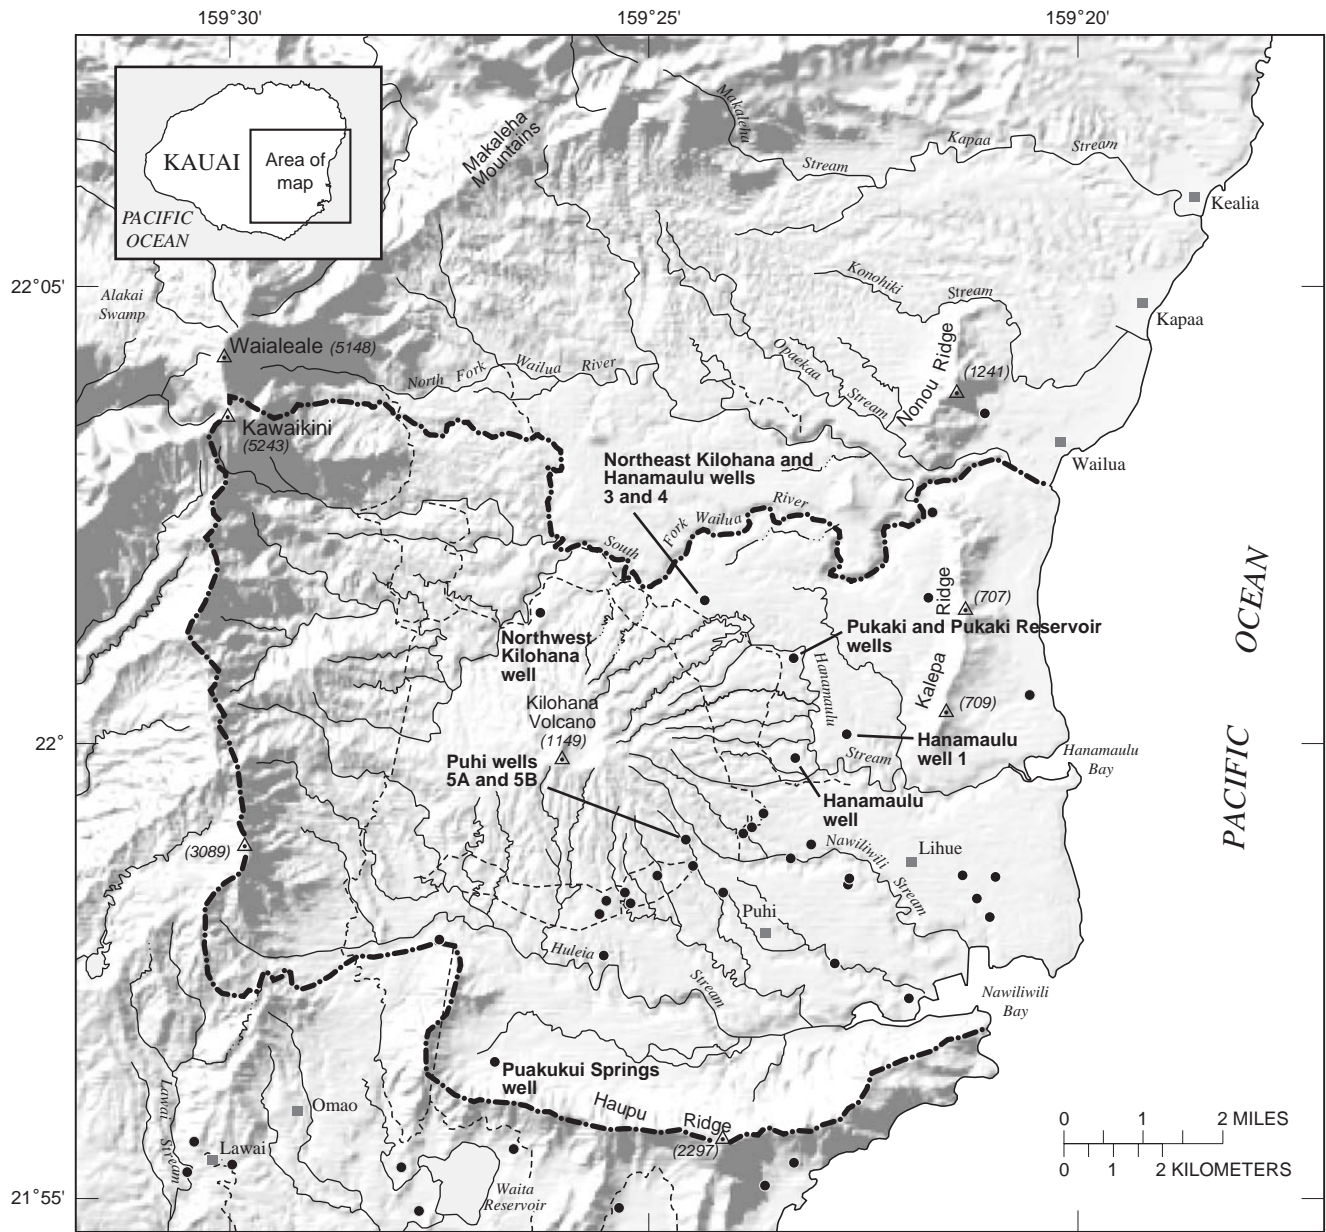 159°30'
159°25'
159°20'
22°05'
22°
21°55'
KAUAI
Area of
map
PACIFIC
OCEAN
Makaleha
Mountains
Makaleha
Stream
Kapaa
Stream
Kealia
Alakai
Swamp
Konohiki
Stream
Kapaa
Waialeale (5148)
North Fork Wailua River
Opaekaa
Stream
Nonou Ridge
(1241)
Kawaikini
(5243)
Wailua
Northeast Kilohana and
Hanamaulu wells
3 and 4
South Fork Wailua River
Northwest
Kilohana
well
Kalepa Ridge
(707)
Pukaki and Pukaki Reservoir
wells
Hanamaulu
Stream
(709)
Kilohana
Volcano
(1149)
Hanamaulu
well 1
Hanamaulu
Bay
Puhi wells
5A and 5B
Hanamaulu
well
PACIFIC OCEAN
(3089)
Nawiliwili
Stream
Lihue
Puhi
Huleia
Stream
Nawiliwili
Bay
Puakukui Springs
well
Haupu
Ridge
(2297)
Omao
Lawai
Lawai Stream
Waita
Reservoir
0 1 2 MILES
0 1 2 KILOMETERS